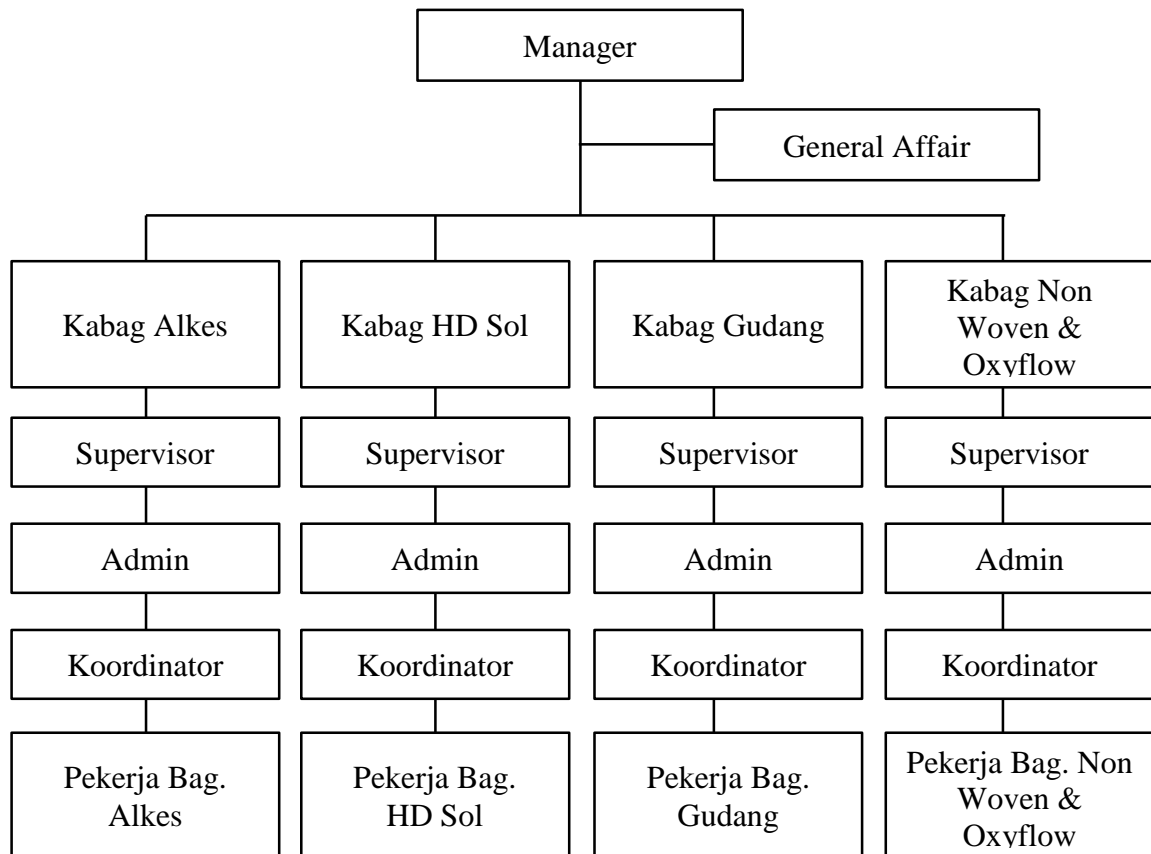 Manager
General Affair
Kabag Alkes
Kabag HD Sol
Kabag Gudang
Kabag Non
Woven &
Oxyflow
Supervisor
Supervisor
Supervisor
Supervisor
Admin
Admin
Admin
Admin
Koordinator
Koordinator
Koordinator
Koordinator
Pekerja Bag.
Alkes
Pekerja Bag.
HD Sol
Pekerja Bag.
Gudang
Pekerja Bag. Non
Woven &
Oxyflow